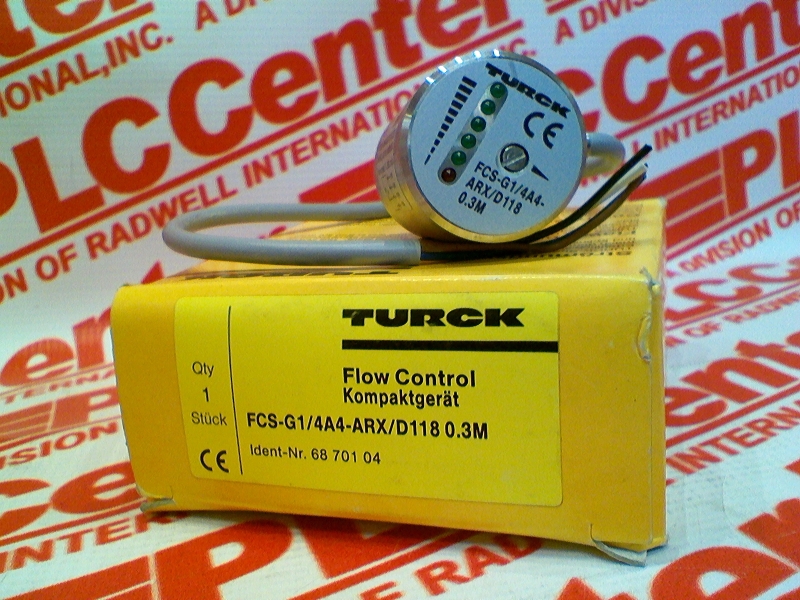 TURCK
CE
FCS-G1/4A4-
ARX/D118
0.3M
TURCK
Flow Control
Kompaktgerät
Qty
1
Stück
FCS-G1/4A4-ARX/D118 0.3M
Ident-Nr. 68 701 04
CE
PLCCenter
A DIVISION OF RADWELL INTERNATIONAL, INC.